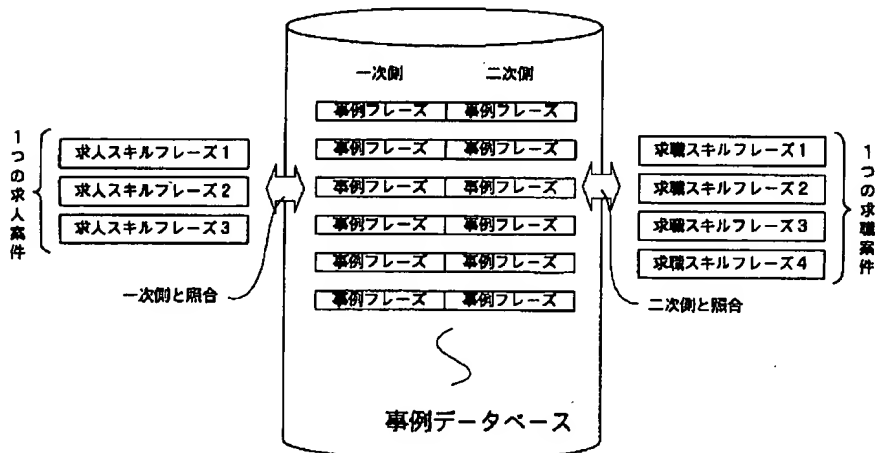 一次側 二次側
事例フレーズ 事例フレーズ
事例フレーズ 事例フレーズ
事例フレーズ 事例フレーズ
事例フレーズ 事例フレーズ
事例フレーズ 事例フレーズ
事例フレーズ 事例フレーズ
1つの求人案件
求人スキルフレーズ1
求人スキルフレーズ2
求人スキルフレーズ3
一次側と照合
求職スキルフレーズ1
求職スキルフレーズ2
求職スキルフレーズ3
求職スキルフレーズ4
1つの求職案件
二次側と照合
事例データベース